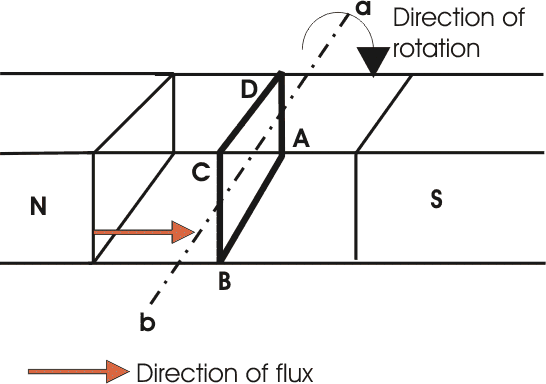 a
Direction of
rotation
D
A
C
N
S
B
b
Direction of flux